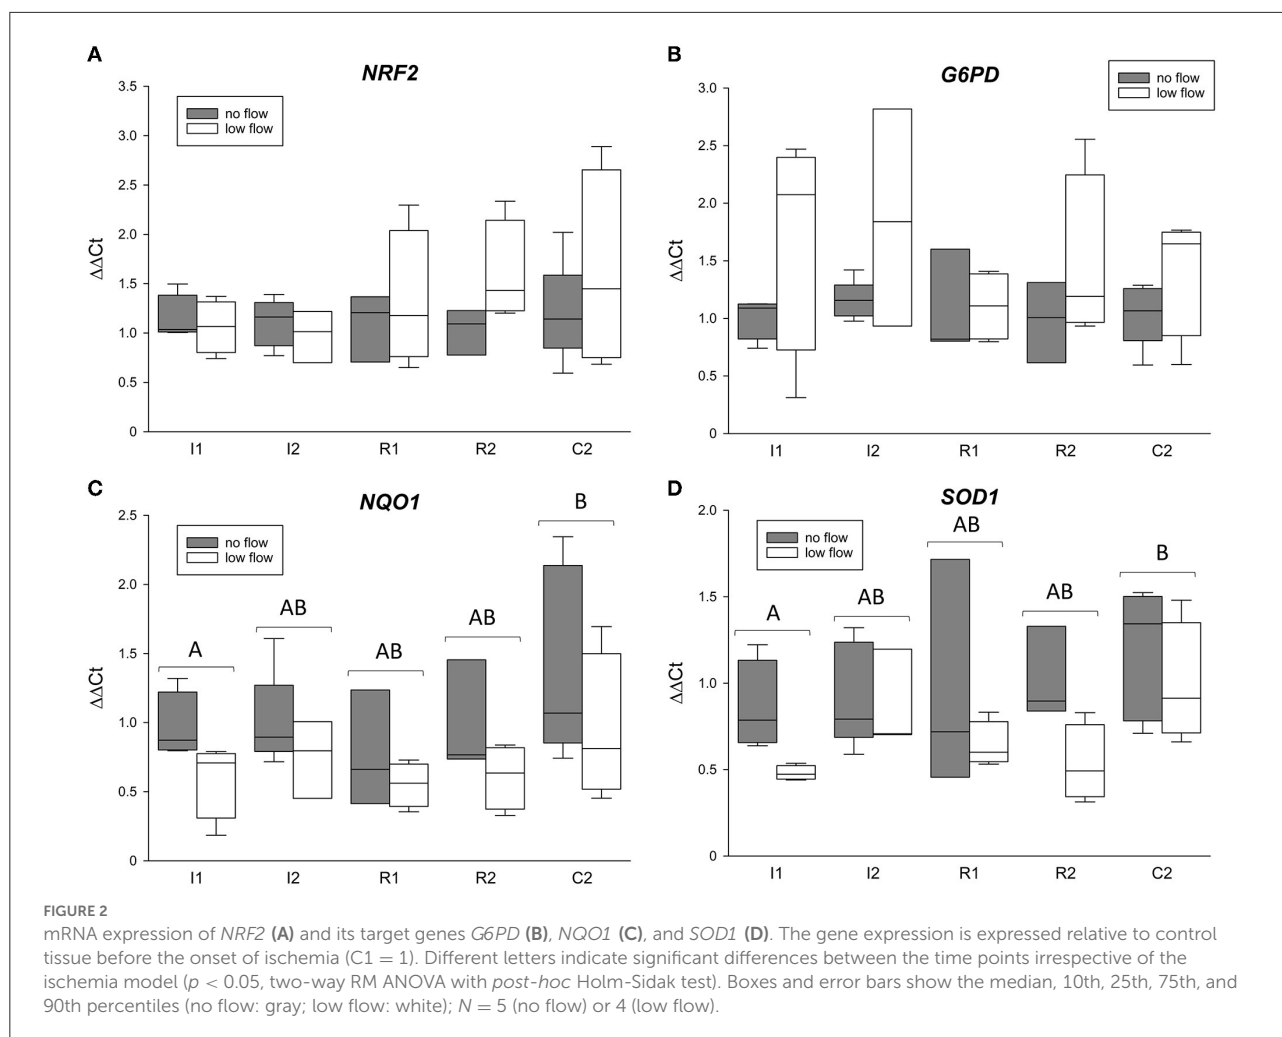 A
NRF2
3.5
3.0
2.5
2.0
1.5
1.0
0.5
0
ΔΔCt
no flow
low flow
I1 I2 R1 R2 C2
B
G6PD
3.0
2.5
2.0
1.5
1.0
0.5
0
ΔΔCt
no flow
low flow
I1 I2 R1 R2 C2
C
NQO1
2.5
2.0
1.5
1.0
0.5
0
ΔΔCt
no flow
low flow
A AB AB AB B
I1 I2 R1 R2 C2
D
SOD1
2.0
1.5
1.0
0.5
0
ΔΔCt
no flow
low flow
A AB AB AB B
I1 I2 R1 R2 C2
FIGURE 2
mRNA expression of NRF2 (A) and its target genes G6PD (B), NQO1 (C), and SOD1 (D). The gene expression is expressed relative to control
tissue before the onset of ischemia (C1 = 1). Different letters indicate significant differences between the time points irrespective of the
ischemia model (p < 0.05, two-way RM ANOVA with post-hoc Holm-Sidak test). Boxes and error bars show the median, 10th, 25th, 75th, and
90th percentiles (no flow: gray; low flow: white); N = 5 (no flow) or 4 (low flow).